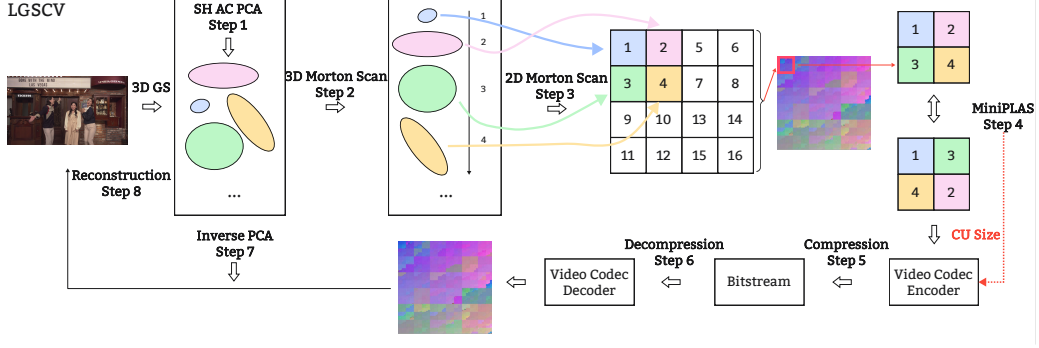 LGSCV
SH AC PCA
Step 1
3D GS
3D Morton Scan
Step 2
1
2
3
4
2D Morton Scan
Step 3
1 2 5 6
3 4 7 8
9 10 13 14
11 12 15 16
1 2
3 4
MiniPLAS
Step 4
1 3
4 2
CU Size
Video Codec
Encoder
Compression
Step 5
Bitstream
Decompression
Step 6
Video Codec
Decoder
Inverse PCA
Step 7
Reconstruction
Step 8
...
...